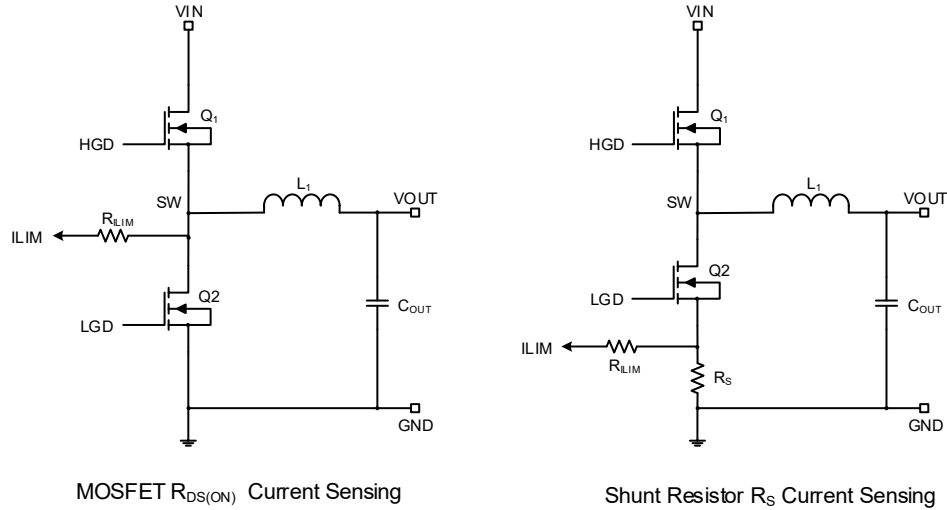 VIN
Q1
HGD
L1
SW
VOUT
RILIM
ILIM
Q2
LGD
COUT
GND
MOSFET RDS(ON) Current Sensing
VIN
Q1
HGD
L1
SW
VOUT
Q2
LGD
COUT
ILIM
RILIM
RS
GND
Shunt Resistor RS Current Sensing